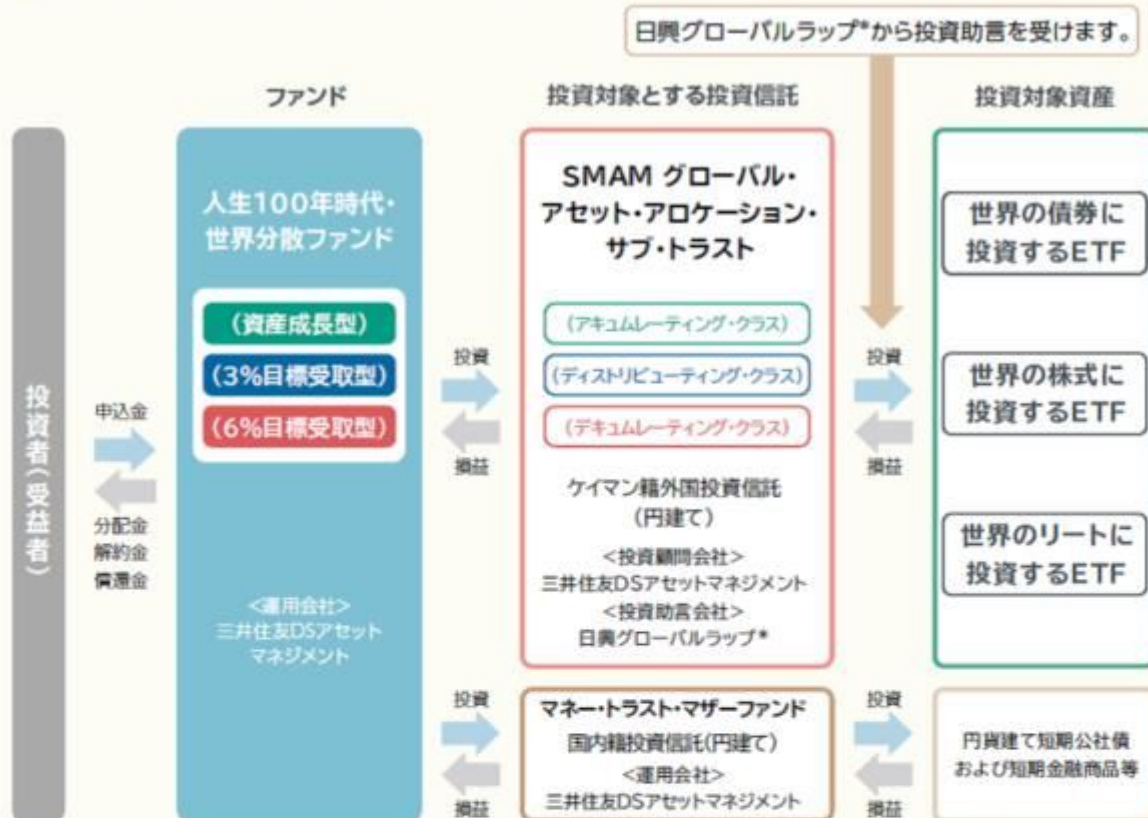 日興グローバルラップ*から投資助言を受けます。
ファンド
投資対象とする投資信託
投資対象資産
投資者(受益者)
申込金
分配金
解約金
償還金
人生100年時代・
世界分散ファンド
(資産成長型)
(3%目標受取型)
(6%目標受取型)
<運用会社>
三井住友DSアセット
マネジメント
投資
損益
SMAM グローバル・
アセット・アロケーション・
サブ・トラスト
(アキュムレーティング・クラス)
(ディストリビューティング・クラス)
(デキュムレーティング・クラス)
ケイマン籍外国投資信託
(円建て)
<投資顧問会社>
三井住友DSアセットマネジメント
<投資助言会社>
日興グローバルラップ*
投資
損益
世界の債券に
投資するETF
世界の株式に
投資するETF
世界のリートに
投資するETF
投資
損益
マネー・トラスト・マザーファンド
国内籍投資信託(円建て)
<運用会社>
三井住友DSアセットマネジメント
投資
損益
円貨建て短期公社債
および短期金融商品等